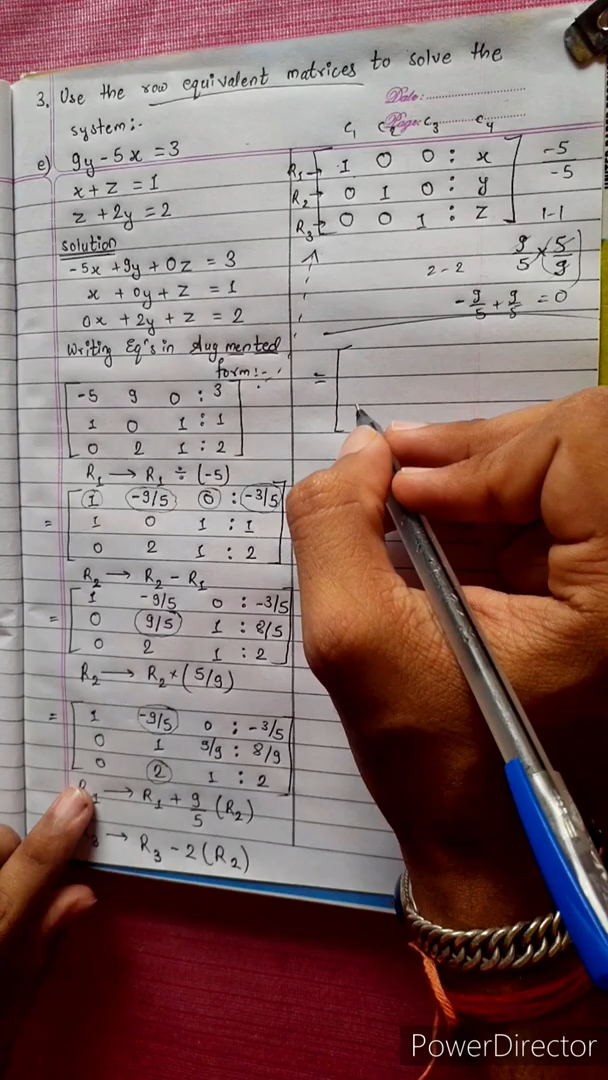 3. Use the row equivalent matrices to solve the
system:-
e) 9y - 5x = 3
x + z = 1
z + 2y = 2
Solution
-5x + 9y + 0z = 3
x + 0y + z = 1
0x + 2y + z = 2
Writing Eq's in Augmented
form:-
-5 9 0 : 3
1 0 1 : 1
0 2 1 : 2
R1 → R1 ÷ (-5)
1 -9/5 0 : -3/5
= 1 0 1 : 1
0 2 1 : 2
R2 → R2 - R1
1 -9/5 0 : -3/5
= 0 9/5 1 : 8/5
0 2 1 : 2
R2 → R2 × (5/9)
= 1 -9/5 0 : -3/5
0 1 5/9 : 8/9
0 2 1 : 2
R1 → R1 + 9/5 (R2)
→ R3 - 2(R2)
Date:
Page:
C1 C2 C3 C4
R1→ 1 0 0 : x
R2→ 0 1 0 : y
R3→ 0 0 1 : z
-5
-5
1-1
9/5 × (5/9)
2-2
-9/5 + 9/5 = 0
=
PowerDirector